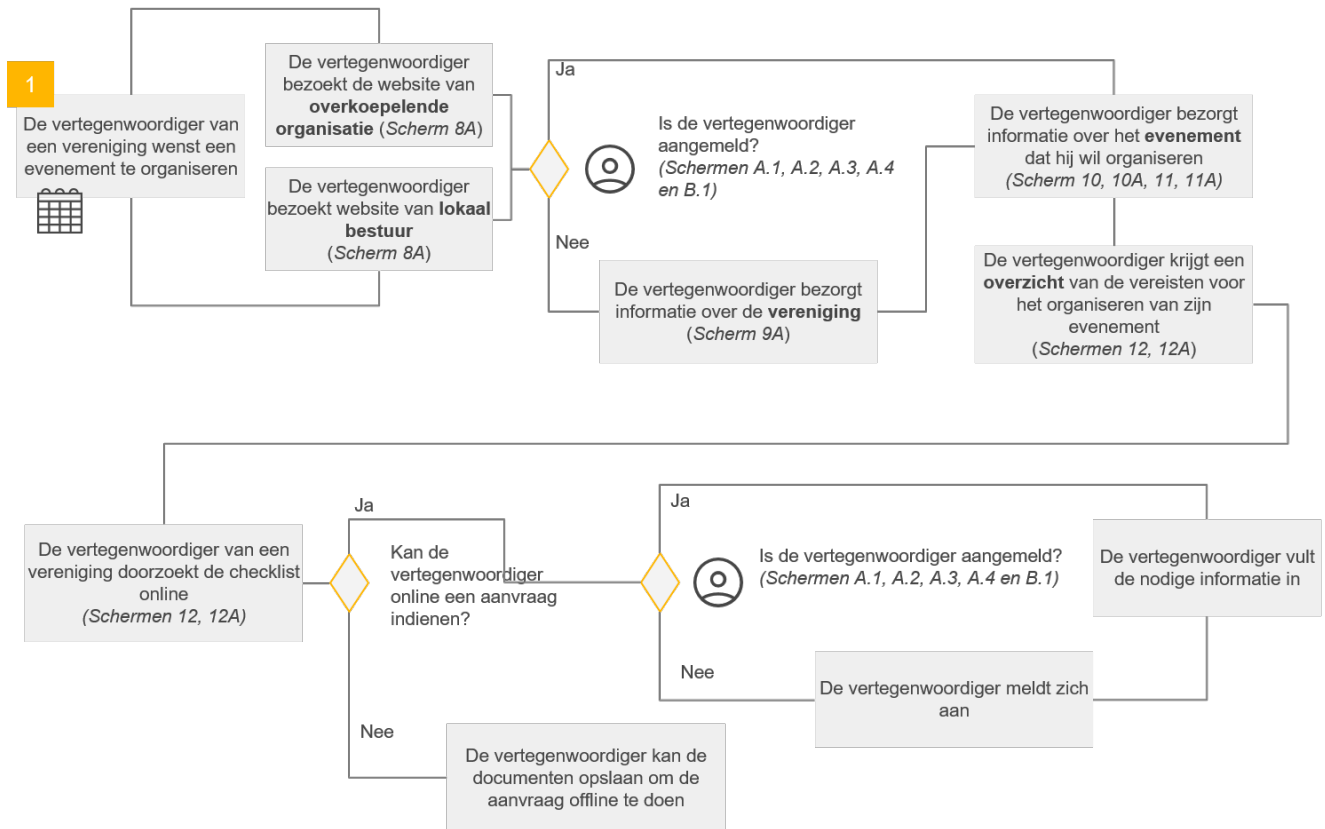 1
De vertegenwoordiger van
een vereniging wenst een
evenement te organiseren
De vertegenwoordiger
bezoekt de website van
overkoepelende
organisatie (Scherm 8A)
De vertegenwoordiger
bezoekt website van lokaal
bestuur
(Scherm 8A)
Ja
Is de vertegenwoordiger
aangemeld?
(Schermen A.1, A.2, A.3, A.4
en B.1)
Nee
De vertegenwoordiger bezorgt
informatie over de vereniging
(Scherm 9A)
De vertegenwoordiger bezorgt
informatie over het evenement
dat hij wil organiseren
(Scherm 10, 10A, 11, 11A)
De vertegenwoordiger krijgt een
overzicht van de vereisten voor
het organiseren van zijn
evenement
(Schermen 12, 12A)
De vertegenwoordiger van een
vereniging doorzoekt de checklist
online
(Schermen 12, 12A)
Ja
Kan de
vertegenwoordiger
online een aanvraag
indienen?
Nee
De vertegenwoordiger kan de
documenten opslaan om de
aanvraag offline te doen
Ja
Is de vertegenwoordiger aangemeld?
(Schermen A.1, A.2, A.3, A.4 en B.1)
Nee
De vertegenwoordiger meldt zich
aan
De vertegenwoordiger vult
de nodige informatie in